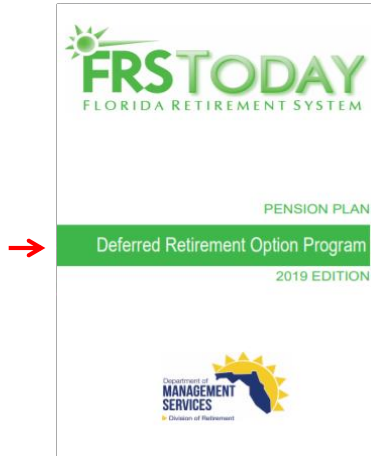 FRSTODAY
FLORIDA RETIREMENT SYSTEM
PENSION PLAN
Deferred Retirement Option Program
2019 EDITION
Department of
MANAGEMENT
SERVICES
Division of Retirement